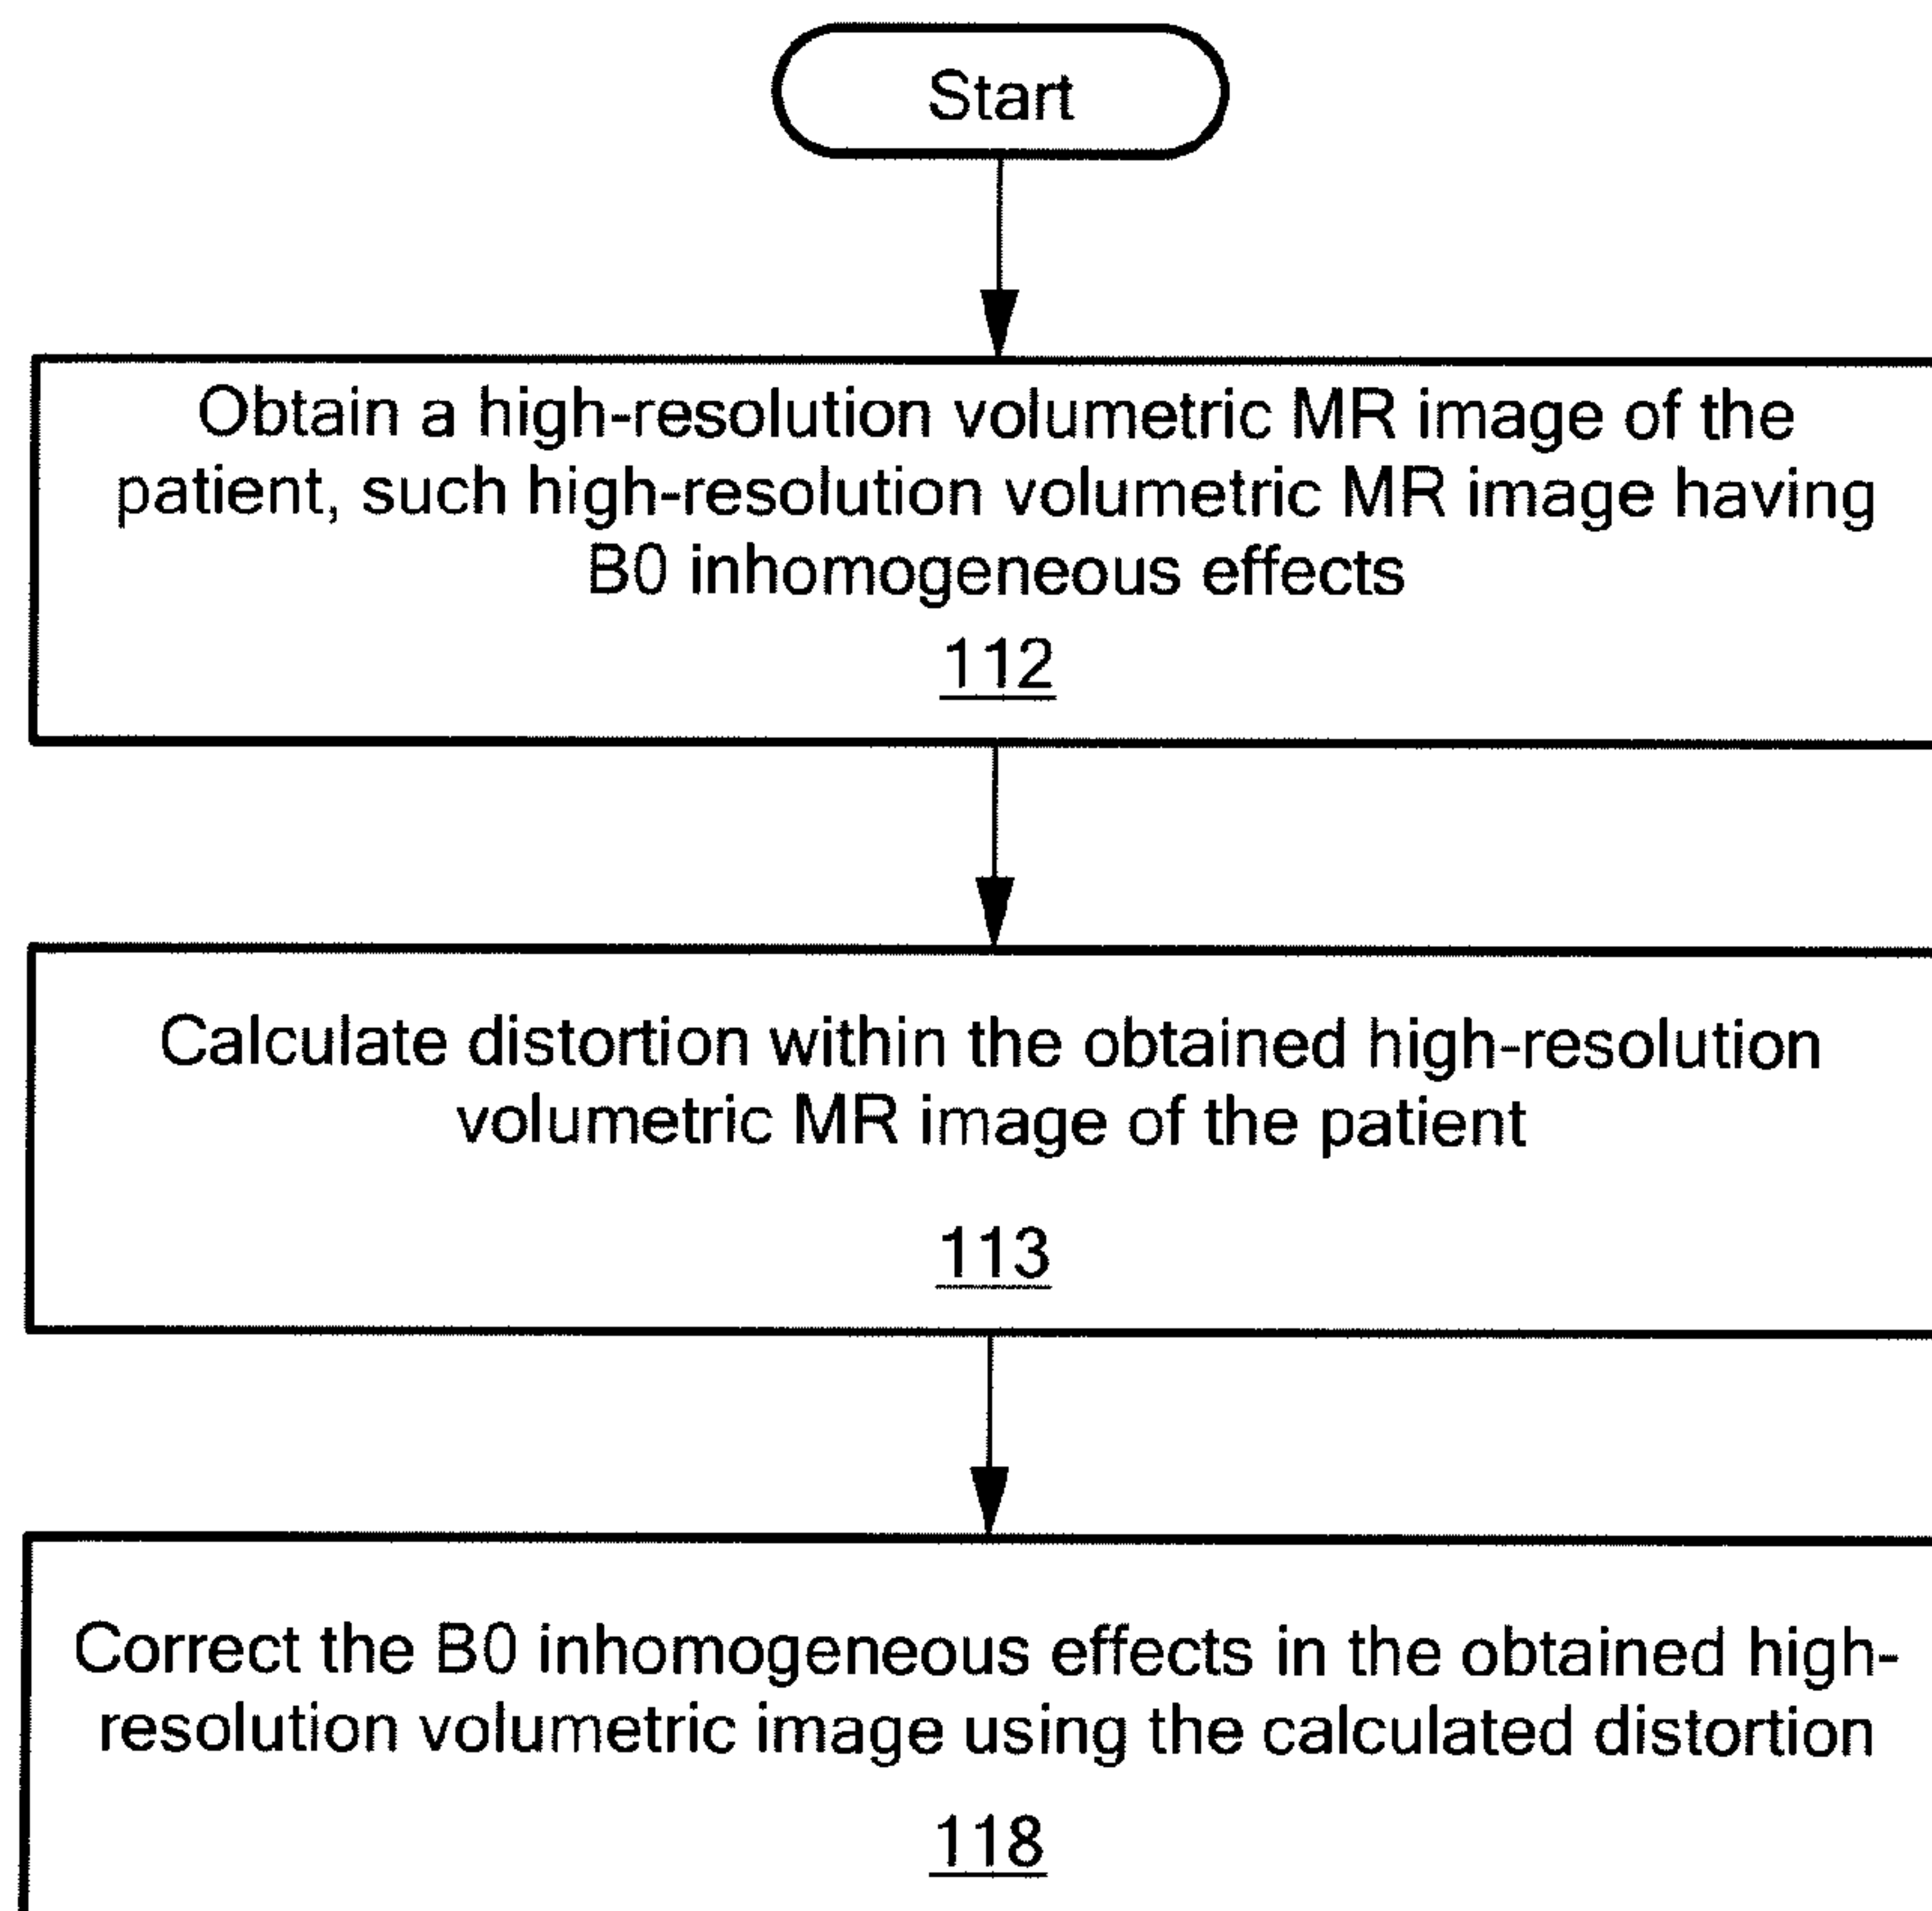 Start
Obtain a high-resolution volumetric MR image of the
patient, such high-resolution volumetric MR image having
B0 inhomogeneous effects
112
Calculate distortion within the obtained high-resolution
volumetric MR image of the patient
113
Correct the B0 inhomogeneous effects in the obtained high-
resolution volumetric image using the calculated distortion
118